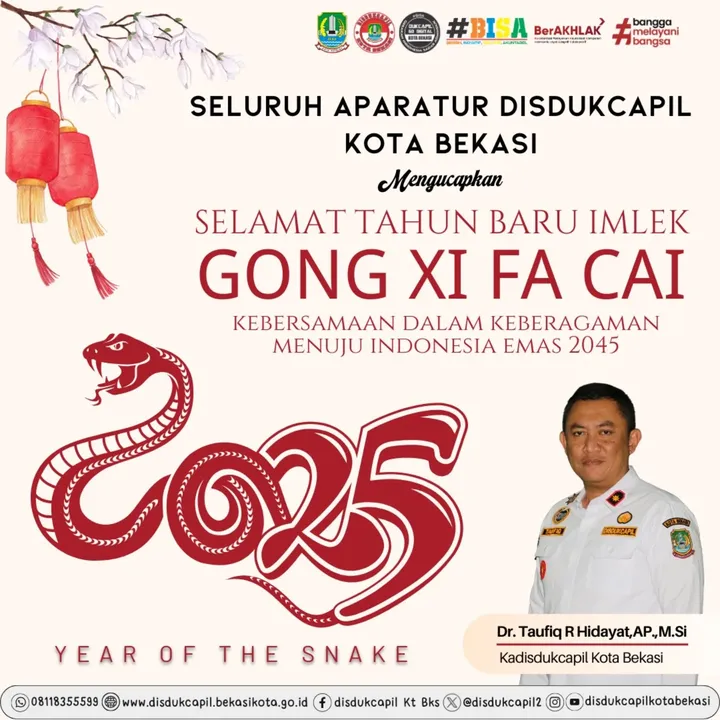 #BISA
BerAKHLAK
# bangga
melayani
bangsa
SELURUH APARATUR DISDUKCAPIL
KOTA BEKASI
Mengucapkan
SELAMAT TAHUN BARU IMLEK
GONG XI FA CAI
KEBERSAMAAN DALAM KEBERAGAMAN
MENUJU INDONESIA EMAS 2045
2025
DISDUKCAPIL
YEAR OF THE SNAKE
Dr. Taufiq R Hidayat,AP.,M.Si
Kadisdukcapil Kota Bekasi
08118355599 www.disdukcapil.bekasikota.go.id disdukcapil Kt Bks @disdukcapil2 disdukcapilkotabekasi